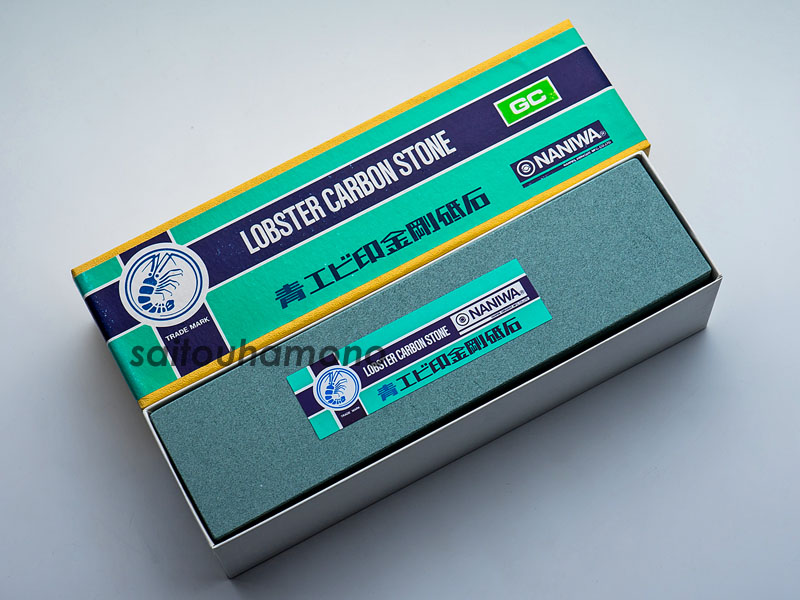 GC
NANIWA®
LOBSTER CARBON STONE
青エビ印金剛砥石
TRADE MARK
saitouhamono
NANIWA®
LOBSTER CARBON STONE
青エビ印金剛砥石
TRADE MARK